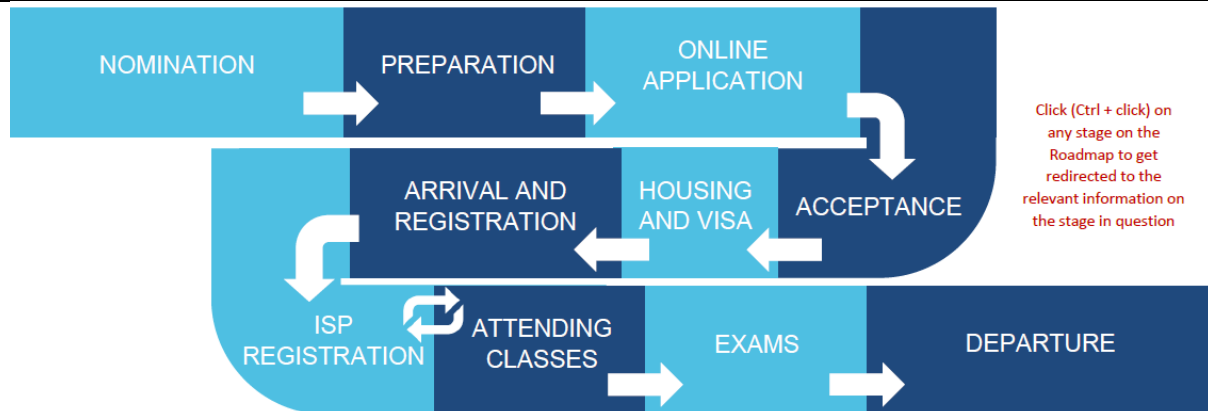 NOMINATION
PREPARATION
ONLINE
APPLICATION
Click (Ctrl + click) on
any stage on the
Roadmap to get
redirected to the
relevant information on
the stage in question
ACCEPTANCE
HOUSING
AND VISA
ARRIVAL AND
REGISTRATION
ISP
REGISTRATION
ATTENDING
CLASSES
EXAMS
DEPARTURE